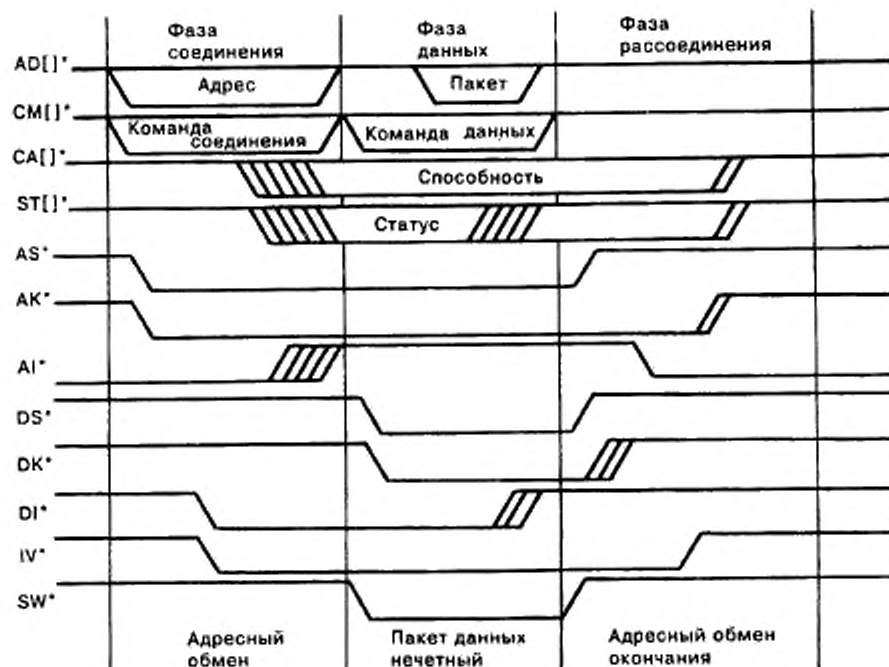 Фаза соединения
Фаза данных
Фаза рассоединения
AD[]*
Адрес
Пакет
CM[]*
Команда соединения
Команда данных
CA[]*
Способность
ST[]*
Статус
AS*
AK*
AI*
DS*
DK*
DI*
IV*
SW*
Адресный обмен
Пакет данных нечетный
Адресный обмен окончания